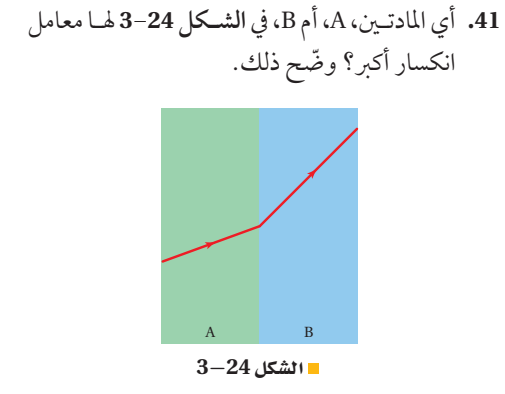 41. أي المادتين، A، أم B، في الشكل 24–3 لها معامل
انكسار أكبر؟ وضّح ذلك.
A B
الشكل 24–3